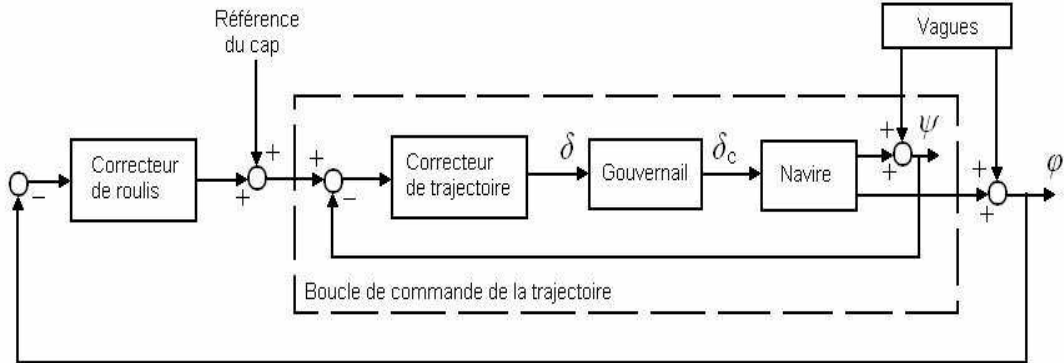 Référence
du cap
Vagues
Correcteur
de roulis
Correcteur
de trajectoire
δ
Gouvernail
δc
Navire
ψ
φ
+
+
+
−
−
+
+
+
+
Boucle de commande de la trajectoire